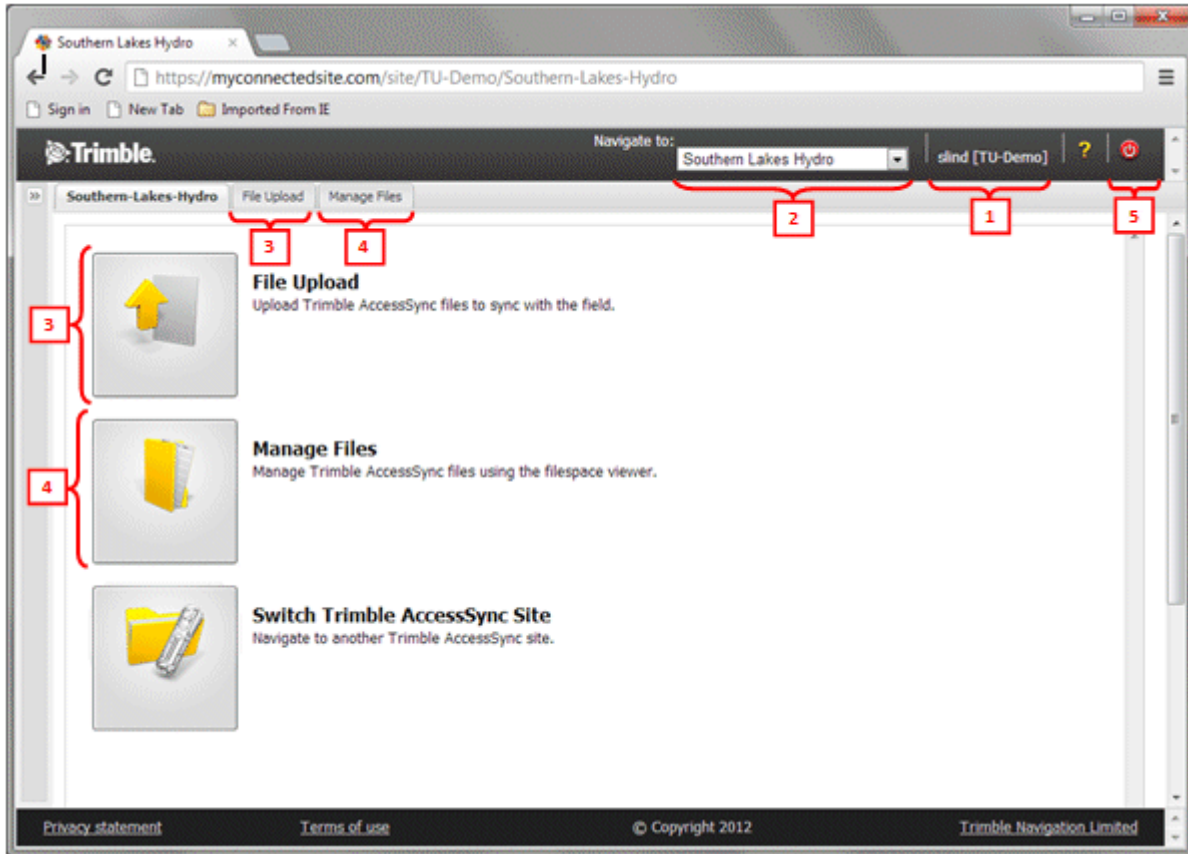 Southern Lakes Hydro
https://myconnectedsite.com/site/TU-Demo/Southern-Lakes-Hydro
Sign in New Tab Imported From IE
Trimble.
Navigate to:
Southern Lakes Hydro
slind [TU-Demo]
?
2
1
5
Southern-Lakes-Hydro File Upload Manage Files
3
4
File Upload
Upload Trimble AccessSync files to sync with the field.
3
Manage Files
Manage Trimble AccessSync files using the filespace viewer.
4
Switch Trimble AccessSync Site
Navigate to another Trimble AccessSync site.
Privacy statement Terms of use © Copyright 2012 Trimble Navigation Limited